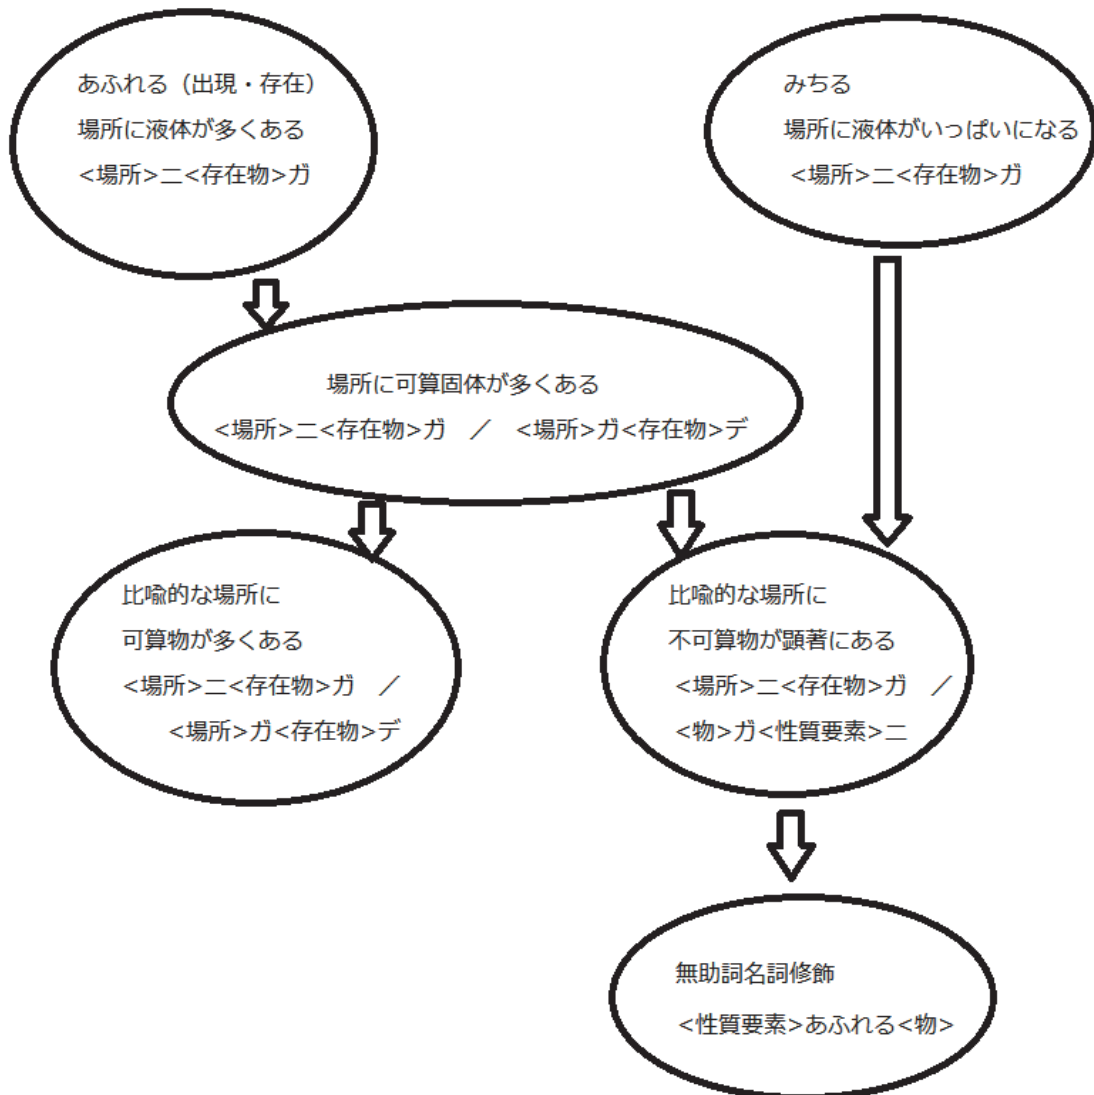 あふれる（出現・存在）
場所に液体が多くある
<場所>ニ<存在物>ガ
みちる
場所に液体がいっぱいになる
<場所>ニ<存在物>ガ
場所に可算固体が多くある
<場所>ニ<存在物>ガ　／　<場所>ガ<存在物>デ
比喩的な場所に
可算物が多くある
<場所>ニ<存在物>ガ　／
<場所>ガ<存在物>デ
比喩的な場所に
不可算物が顕著にある
<場所>ニ<存在物>ガ　／
<物>ガ<性質要素>ニ
無助詞名詞修飾
<性質要素>あふれる<物>